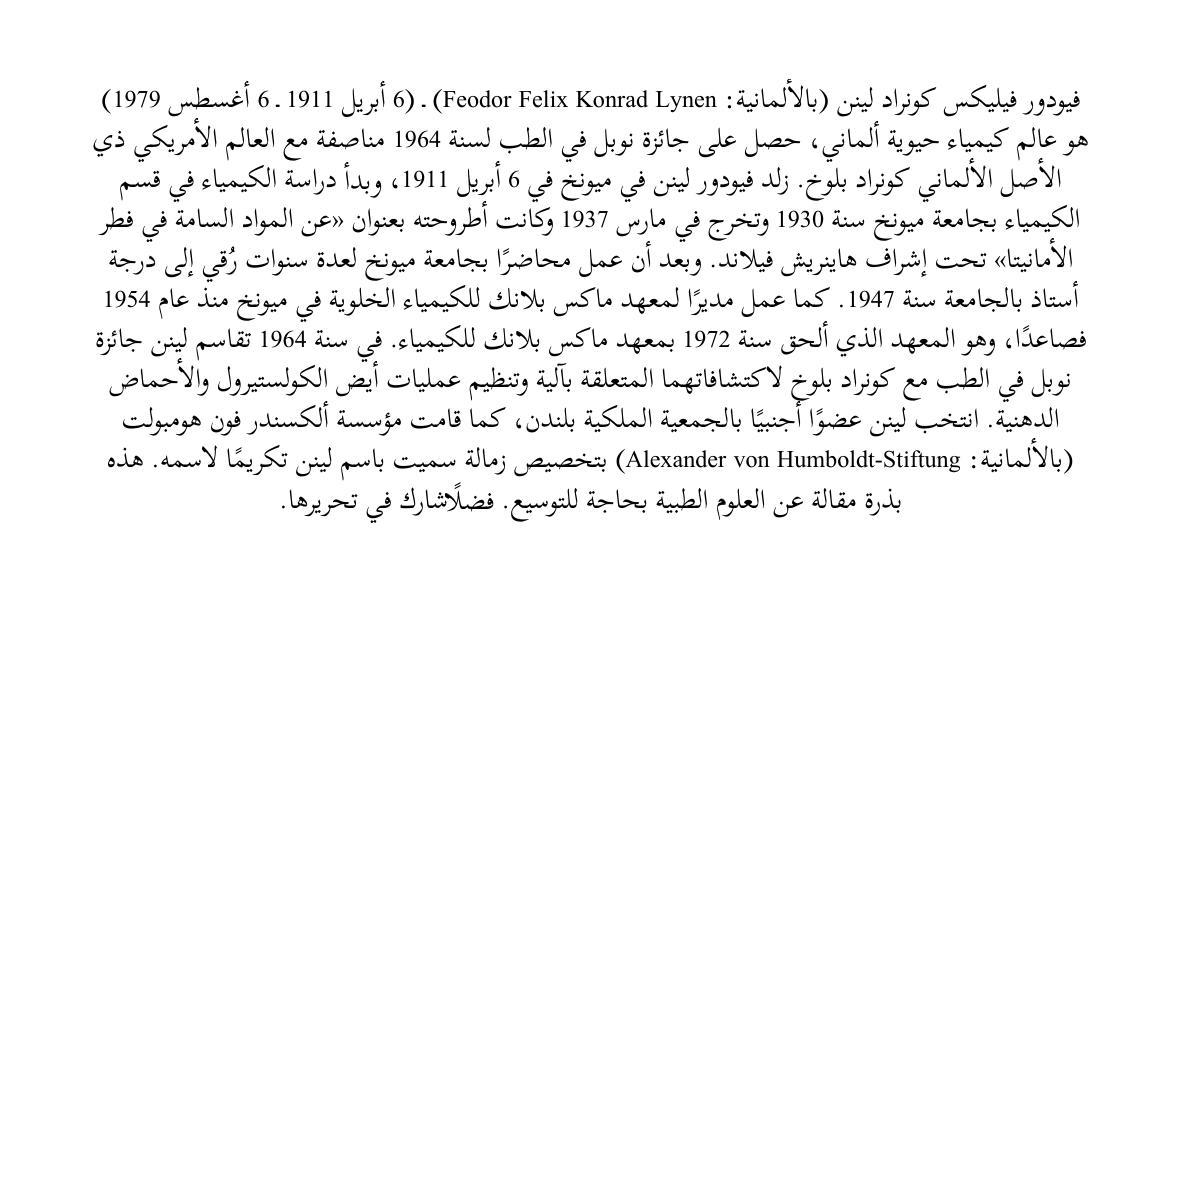 فيودور فيليكس كونراد لينن (بالألمانية: Feodor Felix Konrad Lynen) ـ (6 أبريل 1911 ـ 6 أغسطس 1979)
هو عالم كيمياء حيوية ألماني، حصل على جائزة نوبل في الطب لسنة 1964 مناصفة مع العالم الأمريكي ذي
الأصل الألماني كونراد بلوخ. زلد فيودور لينن في ميونخ في 6 أبريل 1911، وبدأ دراسة الكيمياء في قسم
الكيمياء بجامعة ميونخ سنة 1930 وتخرج في مارس 1937 وكانت أطروحته بعنوان «عن المواد السامة في فطر
الأمانيتا» تحت إشراف هاينريش فيلاند. وبعد أن عمل محاضرًا بجامعة ميونخ لعدة سنوات رُقي إلى درجة
أستاذ بالجامعة سنة 1947. كما عمل مديرًا لمعهد ماكس بلانك للكيمياء الخلوية في ميونخ منذ عام 1954
فصاعدًا، وهو المعهد الذي ألحق سنة 1972 بمعهد ماكس بلانك للكيمياء. في سنة 1964 تقاسم لينن جائزة
نوبل في الطب مع كونراد بلوخ لاكتشافاتهما المتعلقة بآلية وتنظيم عمليات أيض الكولستيرول والأحماض
الدهنية. انتخب لينن عضوًا أجنبيًا بالجمعية الملكية بلندن، كما قامت مؤسسة ألكسندر فون هومبولت
(بالألمانية: Alexander von Humboldt-Stiftung) بتخصيص زمالة سميت باسم لينن تكريمًا لاسمه. هذه
بذرة مقالة عن العلوم الطبية بحاجة للتوسيع. فضلًاشارك في تحريرها.